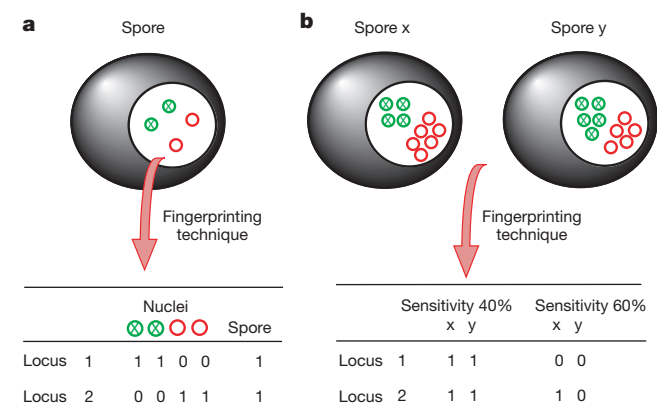 a
Spore
Fingerprinting
technique
Nuclei
Spore
Locus 1 1 1 0 0 1
Locus 2 0 0 1 1 1
b
Spore x Spore y
Fingerprinting
technique
Sensitivity 40% Sensitivity 60%
x y x y
Locus 1 1 1 0 0
Locus 2 1 1 1 0